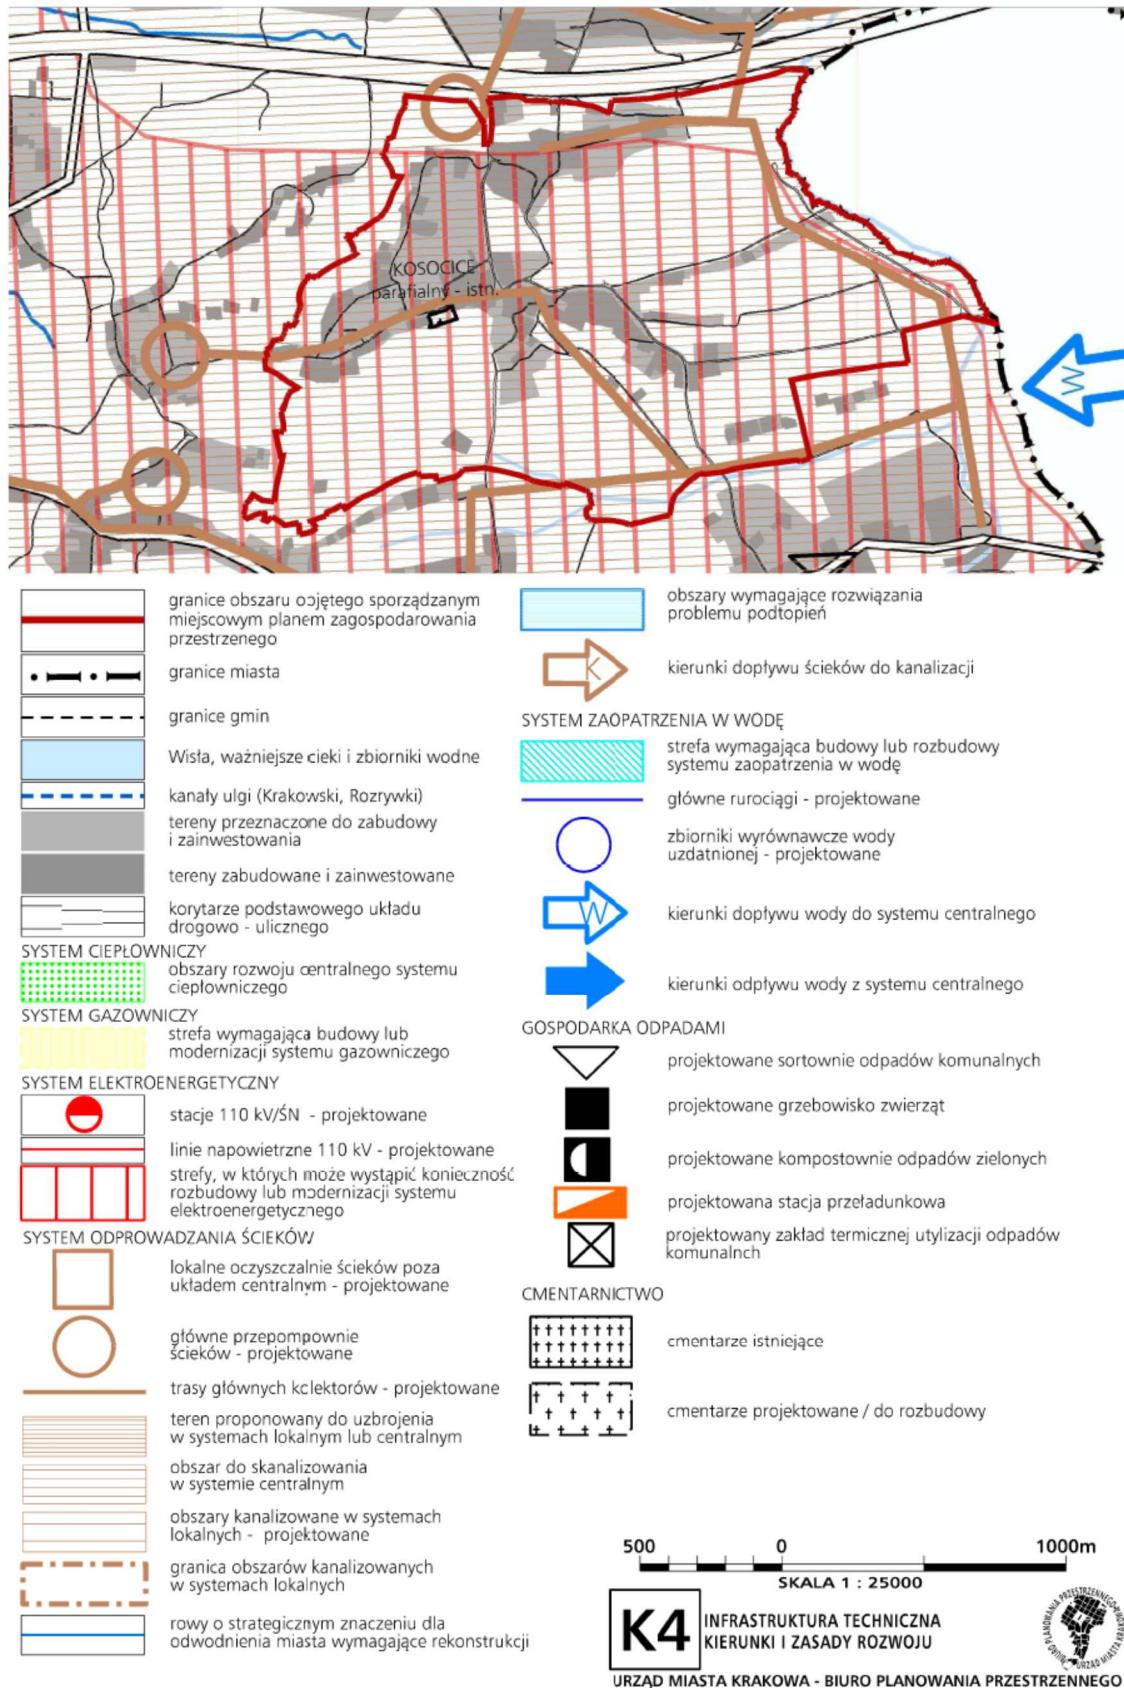 KOSOCICE
parafialny - istn.
W
granice obszaru objętego sporządzanym
miejscowym planem zagospodarowania
przestrzenego
granice miasta
granice gmin
Wisła, ważniejsze cieki i zbiorniki wodne
kanały ulgi (Krakowski, Rozrywki)
tereny przeznaczone do zabudowy
i zainwestowania
tereny zabudowane i zainwestowane
korytarze podstawowego układu
drogowo - ulicznego
SYSTEM CIEPŁOWNICZY
obszary rozwoju centralnego systemu
ciepłowniczego
SYSTEM GAZOWNICZY
strefa wymagająca budowy lub
modernizacji systemu gazowniczego
SYSTEM ELEKTROENERGETYCZNY
stacje 110 kV/ŚN - projektowane
linie napowietrzne 110 kV - projektowane
strefy, w których może wystąpić konieczność
rozbudowy lub modernizacji systemu
elektroenergetycznego
SYSTEM ODPROWADZANIA ŚCIEKÓW
lokalne oczyszczalnie ścieków poza
układem centralnym - projektowane
główne przepompownie
ścieków - projektowane
trasy głównych kolektorów - projektowane
teren proponowany do uzbrojenia
w systemach lokalnym lub centralnym
obszar do skanalizowania
w systemie centralnym
obszary kanalizowane w systemach
lokalnych - projektowane
granica obszarów kanalizowanych
w systemach lokalnych
rowy o strategicznym znaczeniu dla
odwodnienia miasta wymagające rekonstrukcji
obszary wymagające rozwiązania
problemu podtopień
K
kierunki dopływu ścieków do kanalizacji
SYSTEM ZAOPATRZENIA W WODĘ
strefa wymagająca budowy lub rozbudowy
systemu zaopatrzenia w wodę
główne rurociągi - projektowane
zbiorniki wyrównawcze wody
uzdatnionej - projektowane
W
kierunki dopływu wody do systemu centralnego
kierunki odpływu wody z systemu centralnego
GOSPODARKA ODPADAMI
projektowane sortownie odpadów komunalnych
projektowane grzebowisko zwierząt
projektowane kompostownie odpadów zielonych
projektowana stacja przeładunkowa
projektowany zakład termicznej utylizacji odpadów
komunalnch
CMENTARNICTWO
cmentarze istniejące
cmentarze projektowane / do rozbudowy
500 0 1000m
SKALA 1 : 25000
K4
INFRASTRUKTURA TECHNICZNA
KIERUNKI I ZASADY ROZWOJU
URZĄD MIASTA KRAKOWA - BIURO PLANOWANIA PRZESTRZENNEGO